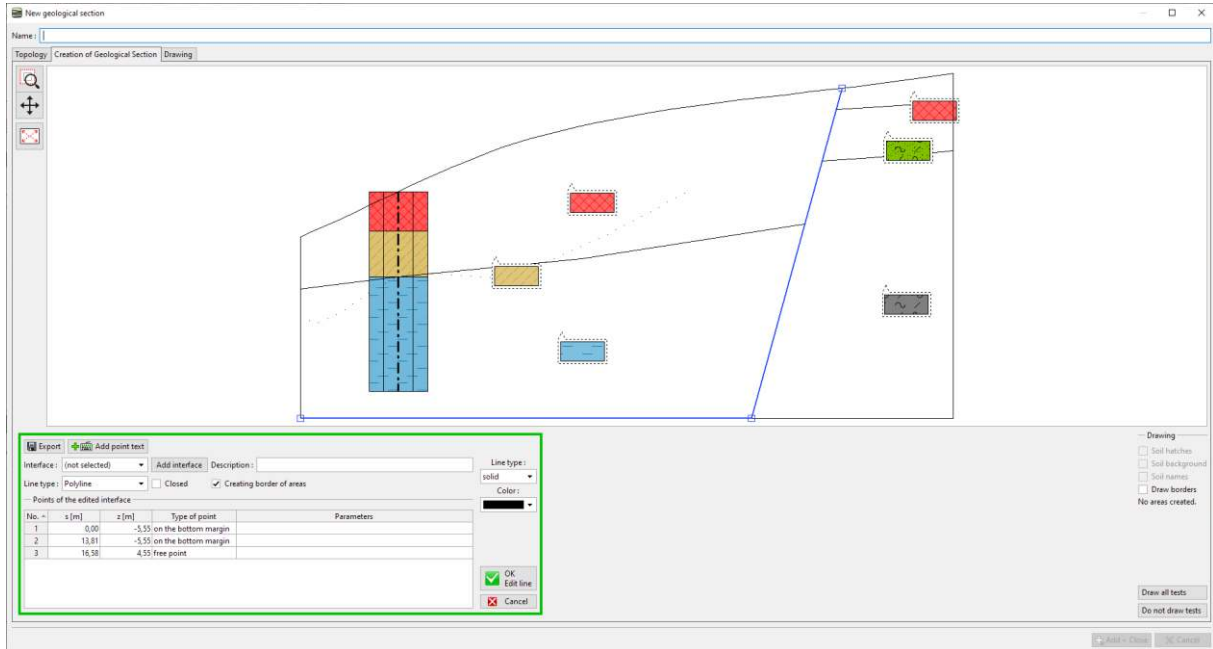 New geological section
Name :
Topology Creation of Geological Section Drawing
Export Add point text
Interface : (not selected) Add interface Description :
Line type : Polyline Closed Creating border of areas
Points of the edited interface
No. s [m] z [m] Type of point Parameters
1 0,00 -5,55 on the bottom margin
2 13,81 -5,55 on the bottom margin
3 16,58 4,55 free point
Line type :
solid
Color :
OK
Edit line
Cancel
Drawing
Soil hatches
Soil background
Soil names
Draw borders
No areas created.
Draw all tests
Do not draw tests
Add + Close Cancel